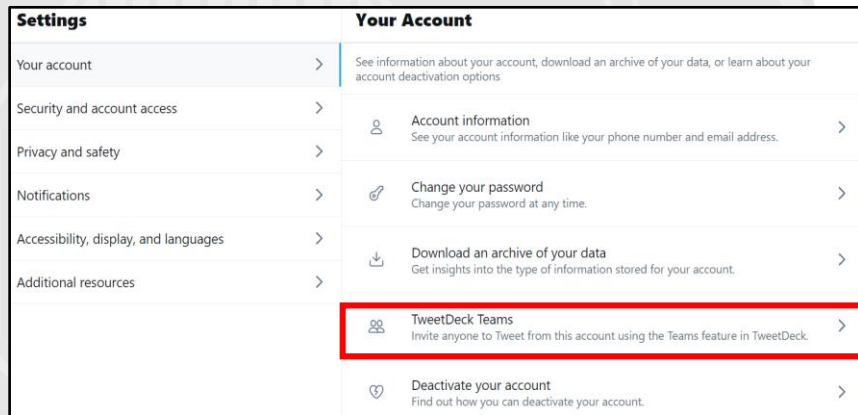 Settings
Your account
Security and account access
Privacy and safety
Notifications
Accessibility, display, and languages
Additional resources
Your Account
See information about your account, download an archive of your data, or learn about your
account deactivation options
Account information
See your account information like your phone number and email address.
Change your password
Change your password at any time.
Download an archive of your data
Get insights into the type of information stored for your account.
TweetDeck Teams
Invite anyone to Tweet from this account using the Teams feature in TweetDeck.
Deactivate your account
Find out how you can deactivate your account.